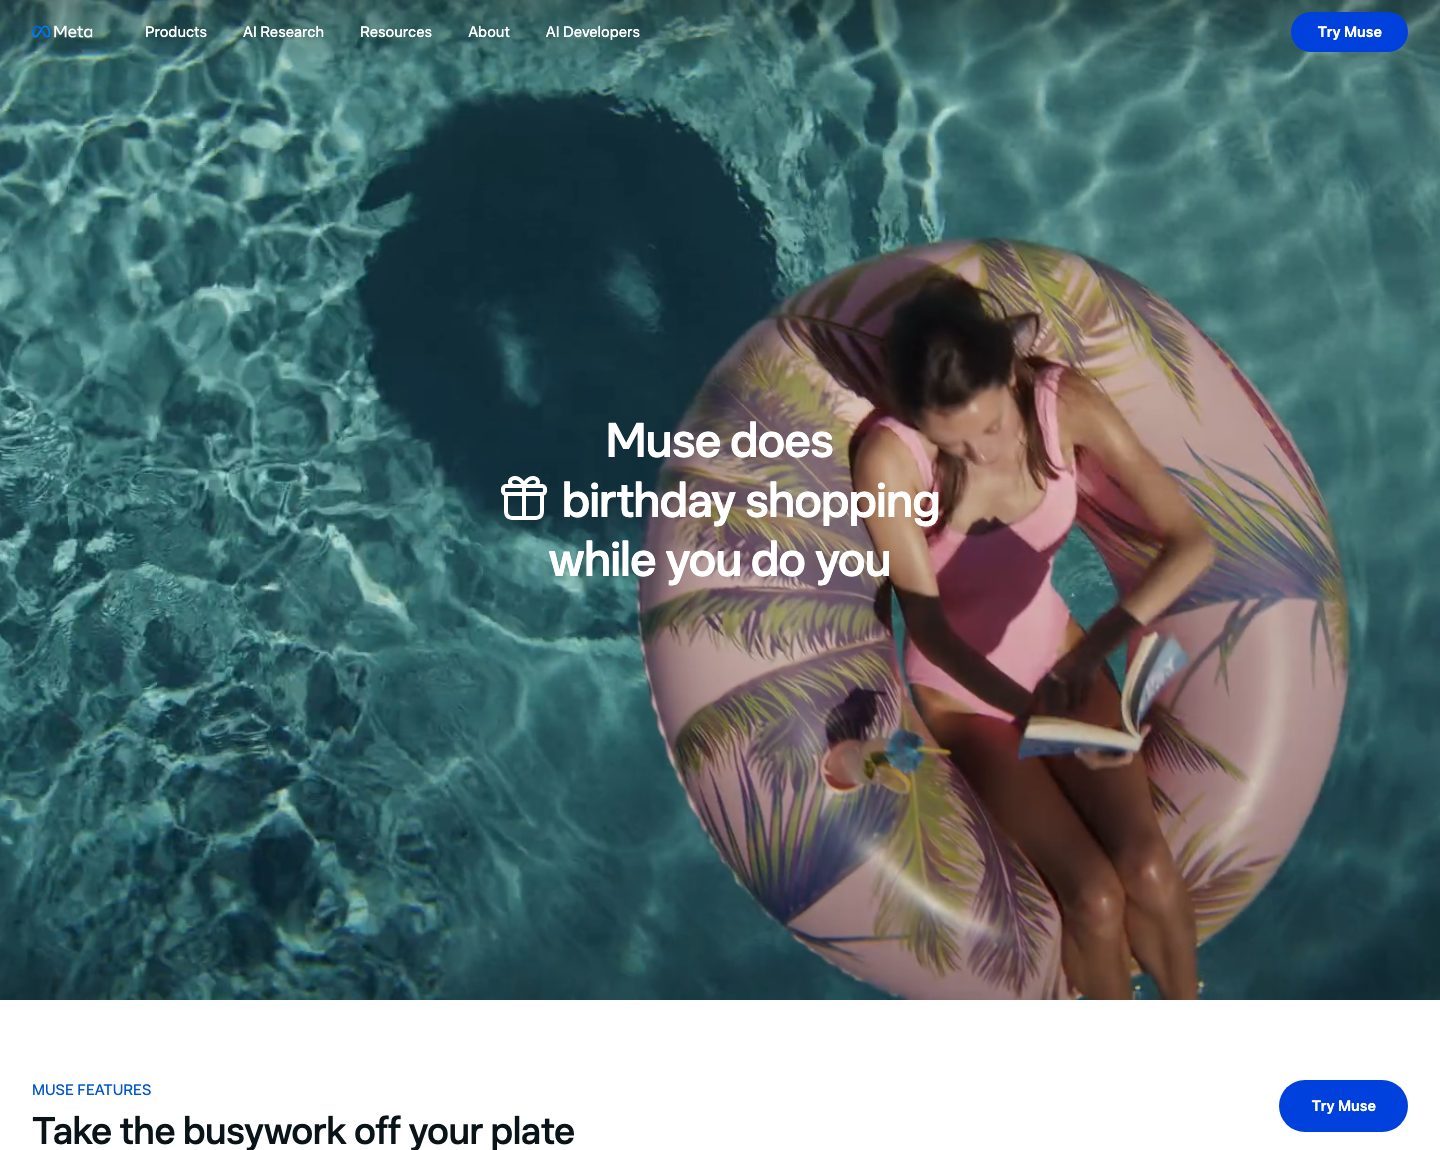 Meta
Products
AI Research
Resources
About
AI Developers
Try Muse
Muse does
birthday shopping
while you do you
MUSE FEATURES
Take the busywork off your plate
Try Muse